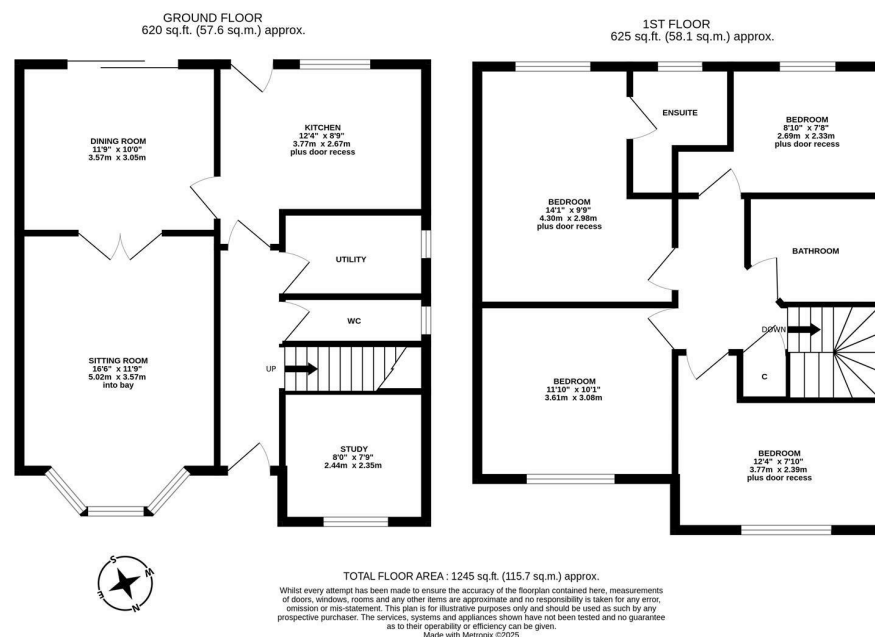 GROUND FLOOR
620 sq.ft. (57.6 sq.m.) approx.
DINING ROOM
11'9" x 10'0"
3.57m x 3.05m
KITCHEN
12'4" x 8'9"
3.77m x 2.67m
plus door recess
UTILITY
WC
UP
SITTING ROOM
16'6" x 11'9"
5.02m x 3.57m
into bay
STUDY
8'0" x 7'9"
2.44m x 2.35m
1ST FLOOR
625 sq.ft. (58.1 sq.m.) approx.
ENSUITE
BEDROOM
8'10" x 7'8"
2.69m x 2.33m
plus door recess
BEDROOM
14'1" x 9'9"
4.30m x 2.98m
plus door recess
BATHROOM
DOWN
C
BEDROOM
11'10" x 10'1"
3.61m x 3.08m
BEDROOM
12'4" x 7'10"
3.77m x 2.39m
plus door recess
S
W
E
N
TOTAL FLOOR AREA : 1245 sq.ft. (115.7 sq.m.) approx.
Whilst every attempt has been made to ensure the accuracy of the floorplan contained here, measurements
of doors, windows, rooms and any other items are approximate and no responsibility is taken for any error,
omission or mis-statement. This plan is for illustrative purposes only and should be used as such by any
prospective purchaser. The services, systems and appliances shown have not been tested and no guarantee
as to their operability or efficiency can be given.
Made with Metropix ©2025